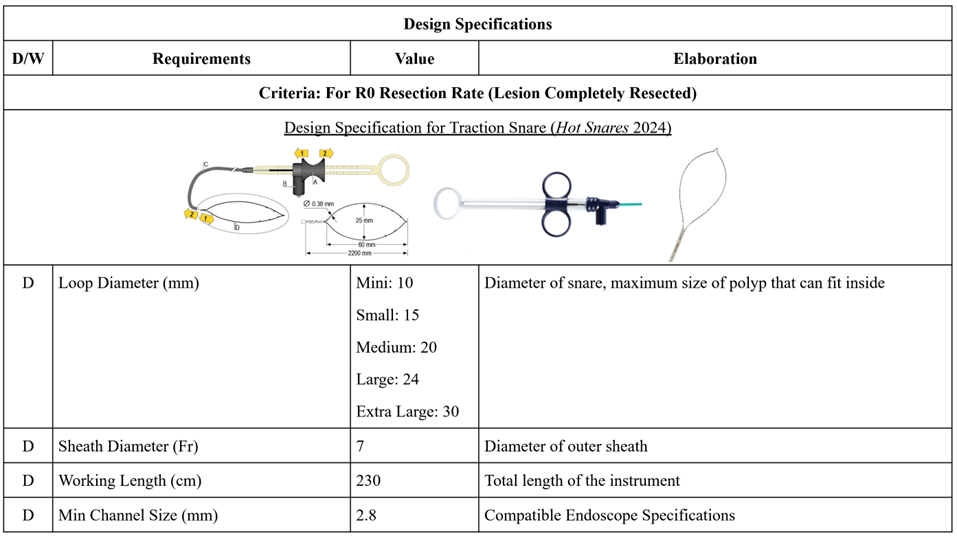 Design Specifications
D/W Requirements Value Elaboration
Criteria: For R0 Resection Rate (Lesion Completely Resected)
Design Specification for Traction Snare (Hot Snares 2024)
1 2
C
B
A
2 1
D
Ø 0.38 mm
25 mm
60 mm
2200 mm
D Loop Diameter (mm) Mini: 10 Diameter of snare, maximum size of polyp that can fit inside
Small: 15
Medium: 20
Large: 24
Extra Large: 30
D Sheath Diameter (Fr) 7 Diameter of outer sheath
D Working Length (cm) 230 Total length of the instrument
D Min Channel Size (mm) 2.8 Compatible Endoscope Specifications